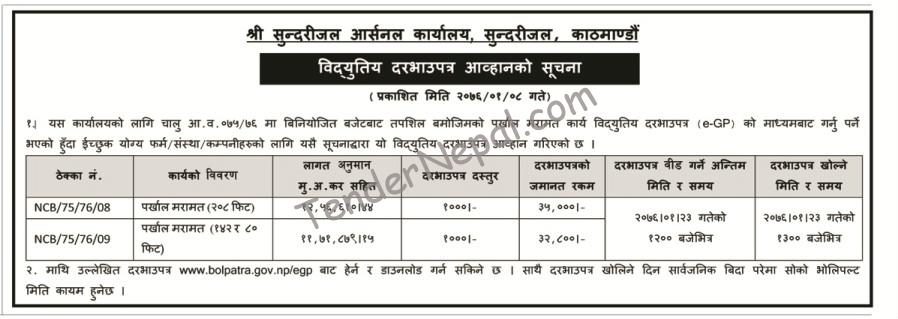 श्री सुन्दरीजल आर्सनल कार्यालय, सुन्दरीजल, काठमाण्डौं
विद्युतिय दरभाउपत्र आव्हानको सूचना
(प्रकाशित मिति २०७६/०१/०८ गते)
१. यस कार्यालयको लागि चालु आ.व.०७५/७६ मा बिनियोजित बजेटबाट तपशिल बमोजिमको पर्खाल मरामत कार्य विद्युतिय दरभाउपत्र (e-GP) को माध्यमबाट गर्नु पर्ने
भएको हुँदा ईच्छुक योग्य फर्म/संस्था/कम्पनीहरुको लागि यसै सूचनाद्वारा यो विद्युतिय दरभाउपत्र आव्हान गरिएको छ ।
ठेक्का नं. कार्यको विवरण लागत अनुमान मु.अ.कर सहित दरभाउपत्र दस्तुर दरभाउपत्रको जमानत रकम दरभाउपत्र बीड गर्ने अन्तिम मिति र समय दरभाउपत्र खोल्ने मिति र समय
NCB/75/76/08 पर्खाल मरामत (२०८ फिट) १०००।- ३५,०००।- २०७६।०१।२३ गतेको १२०० बजेभित्र २०७६।०१।२३ गतेको १३०० बजेभित्र
NCB/75/76/09 पर्खाल मरामत (१४२ र ८० फिट) ११,७१,८७९।१५ १०००।- ३२,८००।-
२. माथि उल्लेखित दरभाउपत्र www.bolpatra.gov.np/egp बाट हेर्न र डाउनलोड गर्न सकिने छ । साथै दरभाउपत्र खोलिने दिन सार्वजनिक बिदा परेमा सोको भोलिपल्ट
मिति कायम हुनेछ ।
TenderNepal.com